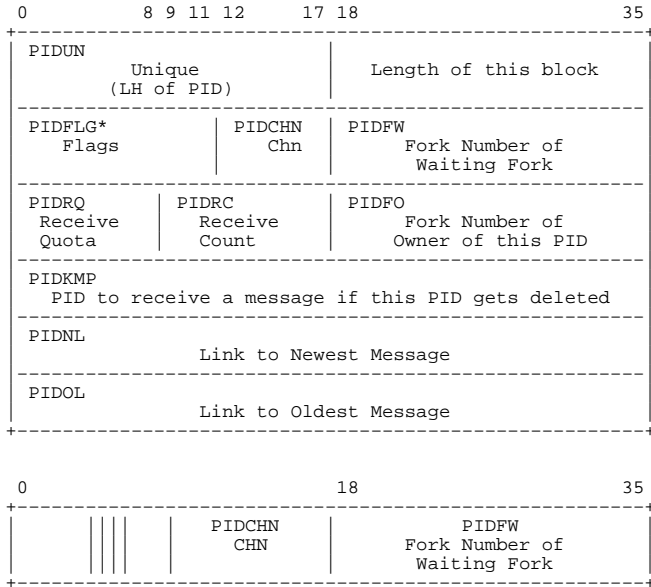 0 8 9 11 12 17 18 35
PIDUN
Unique Length of this block
(LH of PID)
PIDFLG* PIDCHN PIDFW
Flags Chn Fork Number of
Waiting Fork
PIDRQ PIDRC PIDFO
Receive Receive Fork Number of
Quota Count Owner of this PID
PIDKMP
PID to receive a message if this PID gets deleted
PIDNL
Link to Newest Message
PIDOL
Link to Oldest Message
0 18 35
PIDCHN PIDFW
CHN Fork Number of
Waiting Fork